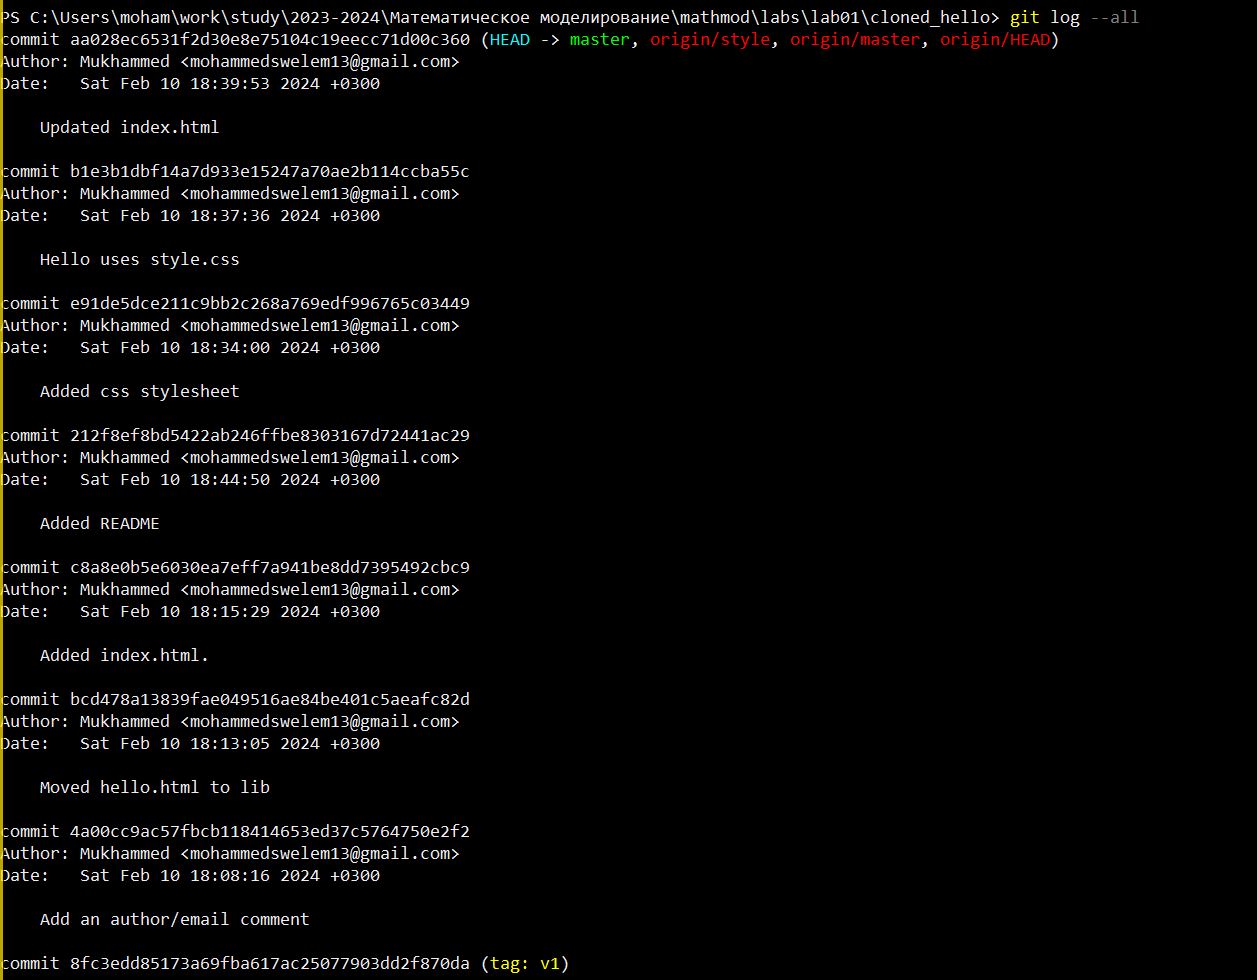 PS C:\Users\moham\work\study\2023-2024\Математическое моделирование\mathmod\labs\lab01\cloned_hello> git log --all
commit aa028ec6531f2d30e8e75104c19eecc71d00c360 (HEAD -> master, origin/style, origin/master, origin/HEAD)
Author: Mukhammed <mohammedswelem13@gmail.com>
Date:   Sat Feb 10 18:39:53 2024 +0300
Updated index.html
commit b1e3b1dbf14a7d933e15247a70ae2b114ccba55c
Author: Mukhammed <mohammedswelem13@gmail.com>
Date:   Sat Feb 10 18:37:36 2024 +0300
Hello uses style.css
commit e91de5dce211c9bb2c268a769edf996765c03449
Author: Mukhammed <mohammedswelem13@gmail.com>
Date:   Sat Feb 10 18:34:00 2024 +0300
Added css stylesheet
commit 212f8ef8bd5422ab246ffbe8303167d72441ac29
Author: Mukhammed <mohammedswelem13@gmail.com>
Date:   Sat Feb 10 18:44:50 2024 +0300
Added README
commit c8a8e0b5e6030ea7eff7a941be8dd7395492cbc9
Author: Mukhammed <mohammedswelem13@gmail.com>
Date:   Sat Feb 10 18:15:29 2024 +0300
Added index.html.
commit bcd478a13839fae049516ae84be401c5aeafc82d
Author: Mukhammed <mohammedswelem13@gmail.com>
Date:   Sat Feb 10 18:13:05 2024 +0300
Moved hello.html to lib
commit 4a00cc9ac57fbcb118414653ed37c5764750e2f2
Author: Mukhammed <mohammedswelem13@gmail.com>
Date:   Sat Feb 10 18:08:16 2024 +0300
Add an author/email comment
commit 8fc3edd85173a69fba617ac25077903dd2f870da (tag: v1)